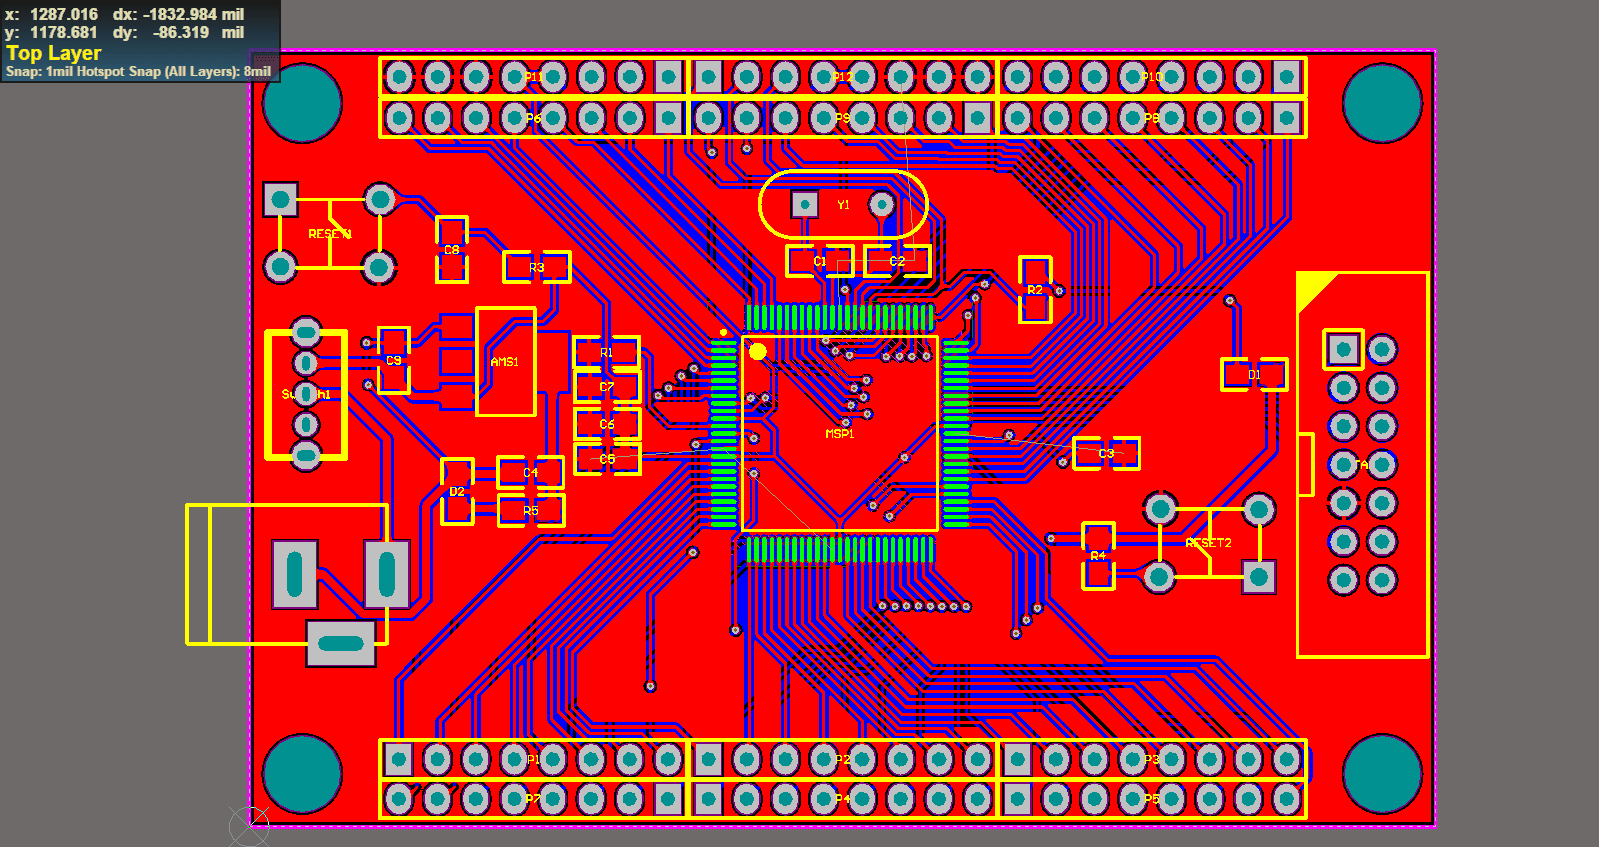 x: 1287.016 dx: -1832.984 mil
y: 1178.681 dy: -86.319 mil
Top Layer
Snap: 1mil Hotspot Snap (All Layers): 8mil
P11 P12 P10
P6 P9 P8
Y1
RESET1
C8
R3
C1 C2
R2
R1
C9
AMS1
D1
C7
C6
MSP1
C3
C5
C4
D2
R5
RESET2
R4
P1 P2 P3
P7 P4 P5